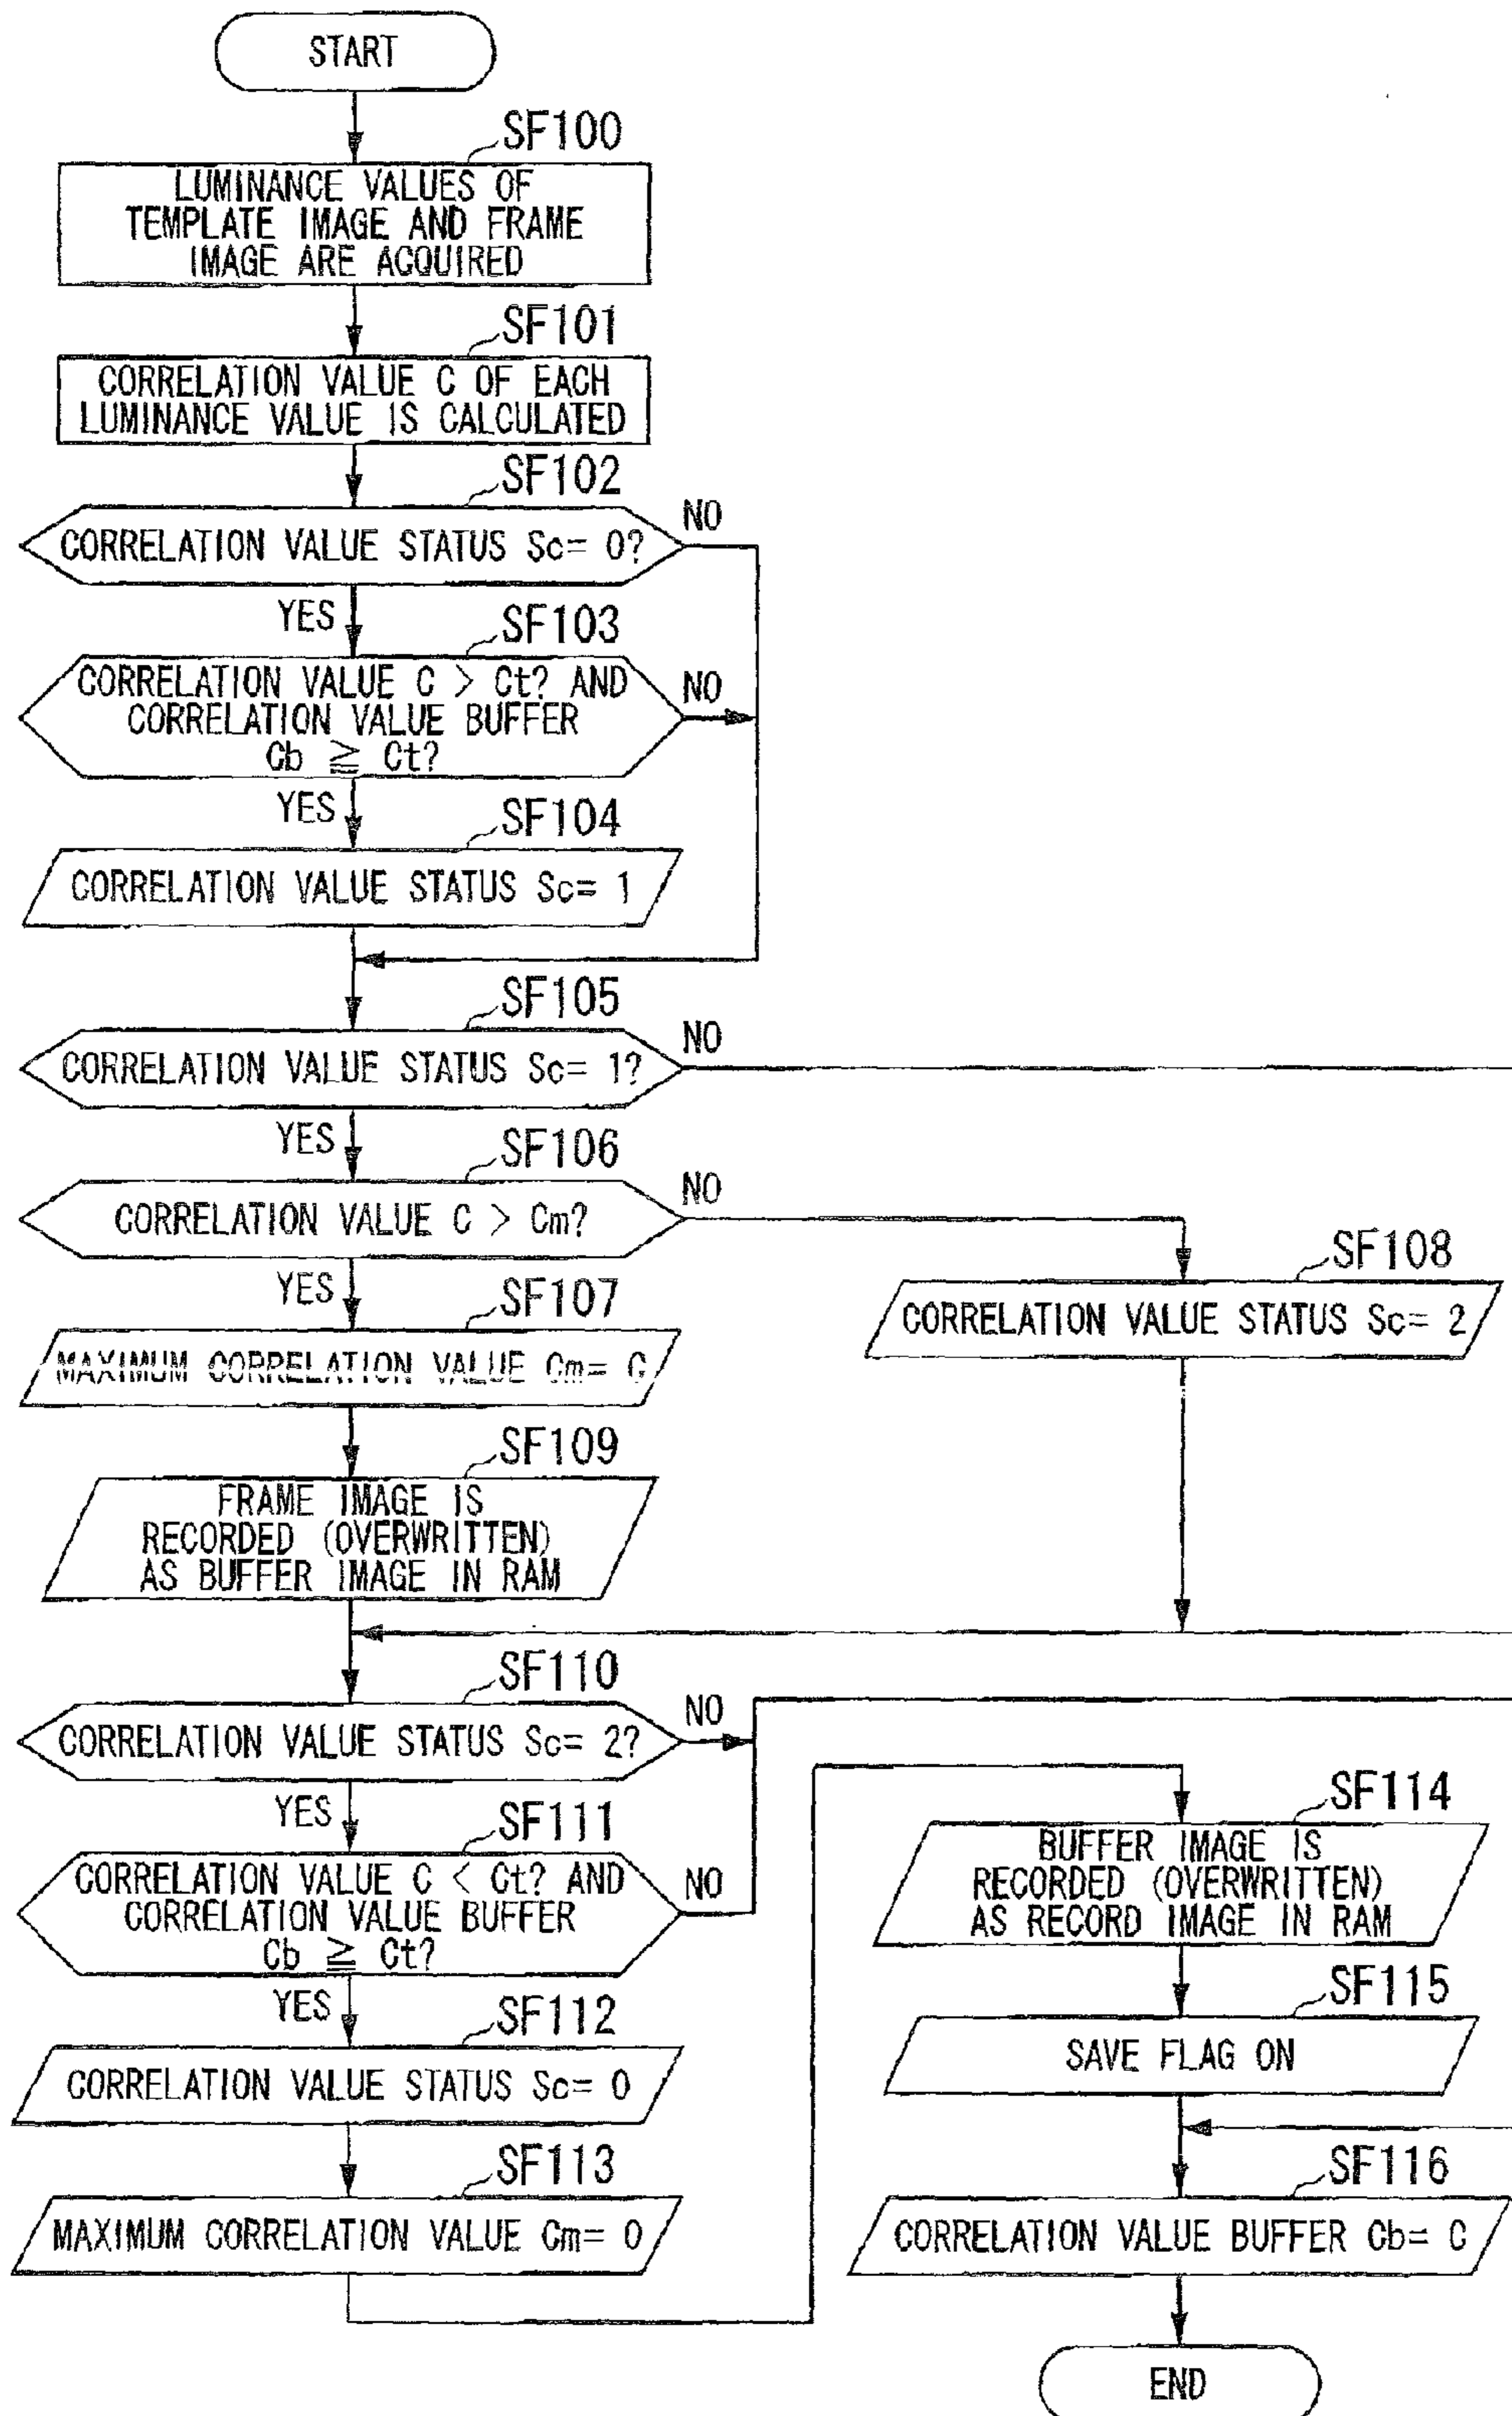 START
SF100
LUMINANCE VALUES OF
TEMPLATE IMAGE AND FRAME
IMAGE ARE ACQUIRED
SF101
CORRELATION VALUE C OF EACH
LUMINANCE VALUE IS CALCULATED
SF102
CORRELATION VALUE STATUS Sc= 0?
NO
YES
SF103
CORRELATION VALUE C > Ct? AND
CORRELATION VALUE BUFFER
Cb ≧ Ct?
NO
YES
SF104
CORRELATION VALUE STATUS Sc= 1
SF105
CORRELATION VALUE STATUS Sc= 1?
NO
YES
SF106
CORRELATION VALUE C > Cm?
NO
YES
SF107
MAXIMUM CORRELATION VALUE Cm= C
SF108
CORRELATION VALUE STATUS Sc= 2
SF109
FRAME IMAGE IS
RECORDED (OVERWRITTEN)
AS BUFFER IMAGE IN RAM
SF110
CORRELATION VALUE STATUS Sc= 2?
NO
YES
SF111
CORRELATION VALUE C < Ct? AND
CORRELATION VALUE BUFFER
Cb ≧ Ct?
NO
YES
SF112
CORRELATION VALUE STATUS Sc= 0
SF113
MAXIMUM CORRELATION VALUE Cm= 0
SF114
BUFFER IMAGE IS
RECORDED (OVERWRITTEN)
AS RECORD IMAGE IN RAM
SF115
SAVE FLAG ON
SF116
CORRELATION VALUE BUFFER Cb= C
END